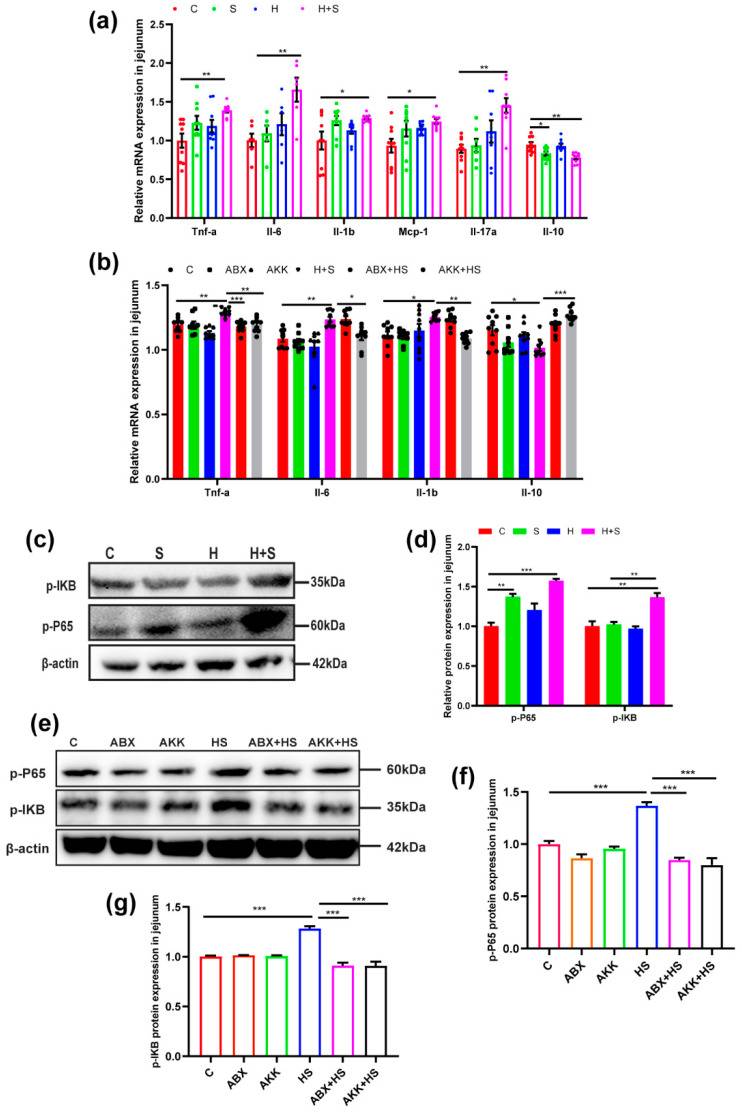 (a)
C S H H+S
Relative mRNA expression in jejunum
2.5
2.0
1.5
1.0
0.5
0.0
** ** * * ** * **
Tnf-a Il-6 Il-1b Mcp-1 Il-17a Il-10
(b)
C ABX AKK H+S ABX+HS AKK+HS
Relative mRNA expression in jejunum
1.5
1.0
0.5
0.0
** *** ** ** * * ** * ***
Tnf-a Il-6 Il-1b Il-10
(c)
C S H H+S
p-IKB 35kDa
p-P65 60kDa
β-actin 42kDa
(d)
C S H H+S
Relative protein expression in jejunum
2.0
1.5
1.0
0.5
0.0
** *** ** **
p-P65 p-IKB
(e)
C ABX AKK HS ABX+HS AKK+HS
p-P65 60kDa
p-IKB 35kDa
β-actin 42kDa
(f)
p-P65 protein expression in jejunum
1.5
1.0
0.5
0.0
*** *** ***
C ABX AKK HS ABX+HS AKK+HS
(g)
p-IKB protein expression in jejunum
1.5
1.0
0.5
0.0
*** *** ***
C ABX AKK HS ABX+HS AKK+HS